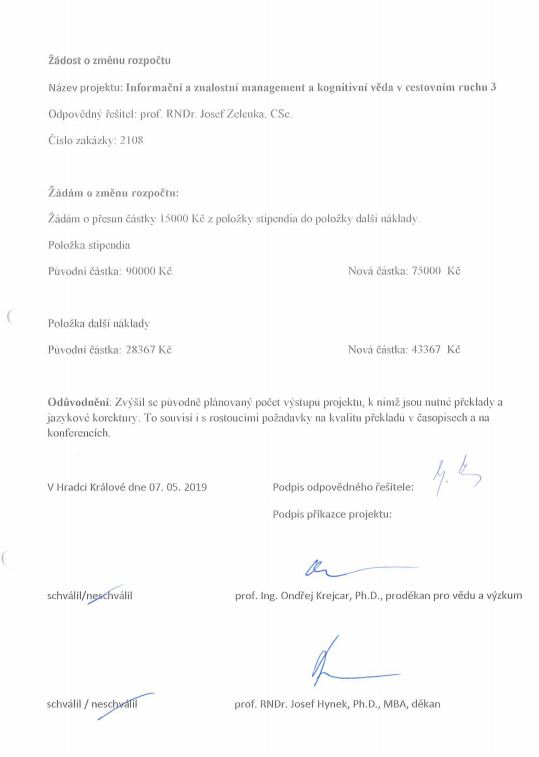 Žádost o změnu rozpočtu
Název projektu: Informační a znalostní management a kognitivní věda v cestovním ruchu 3
Odpovědný řešitel: prof. RNDr. Josef Zelenka, CSc.
Číslo zakázky: 2108
Žádám o změnu rozpočtu:
Žádám o přesun částky 15000 Kč z položky stipendia do položky další náklady.
Položka stipendia
Původní částka: 90000 Kč Nová částka: 75000 Kč
Položka další náklady
Původní částka: 28367 Kč Nová částka: 43367 Kč
Odůvodnění: Zvýšil se původně plánovaný počet výstupů projektu, k nimž jsou nutné překlady a
jazykové korektury. To souvisí i s rostoucími požadavky na kvalitu překladů v časopisech a na
konferencích.
V Hradci Králové dne 07. 05. 2019 Podpis odpovědného řešitele:
Podpis příkazce projektu:
schválil/neschválil prof. Ing. Ondřej Krejcar, Ph.D., proděkan pro vědu a výzkum
schválil / neschválil prof. RNDr. Josef Hynek, Ph.D., MBA, děkan